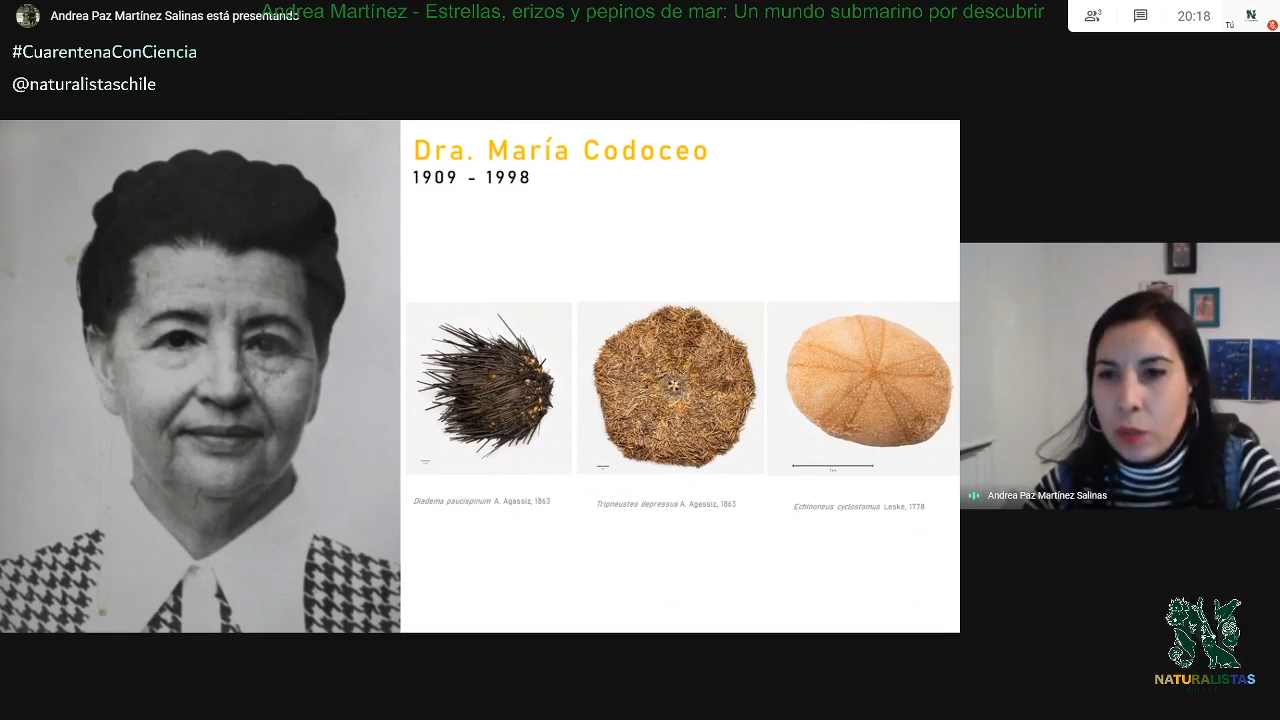 Andrea Paz Martínez Salinas está presentando
Andrea Martínez - Estrellas, erizos y pepinos de mar: Un mundo submarino por descubrir
3
20:18
Tú
#CuarentenaConCiencia
@naturalistaschile
Dra. María Codoceo
1909 - 1998
Diadema paucispinum A. Agassiz, 1863
Tripneustes depressus A. Agassiz, 1863
Echinoneus cyclostomus Leske, 1778
Andrea Paz Martínez Salinas
NATURALISTAS